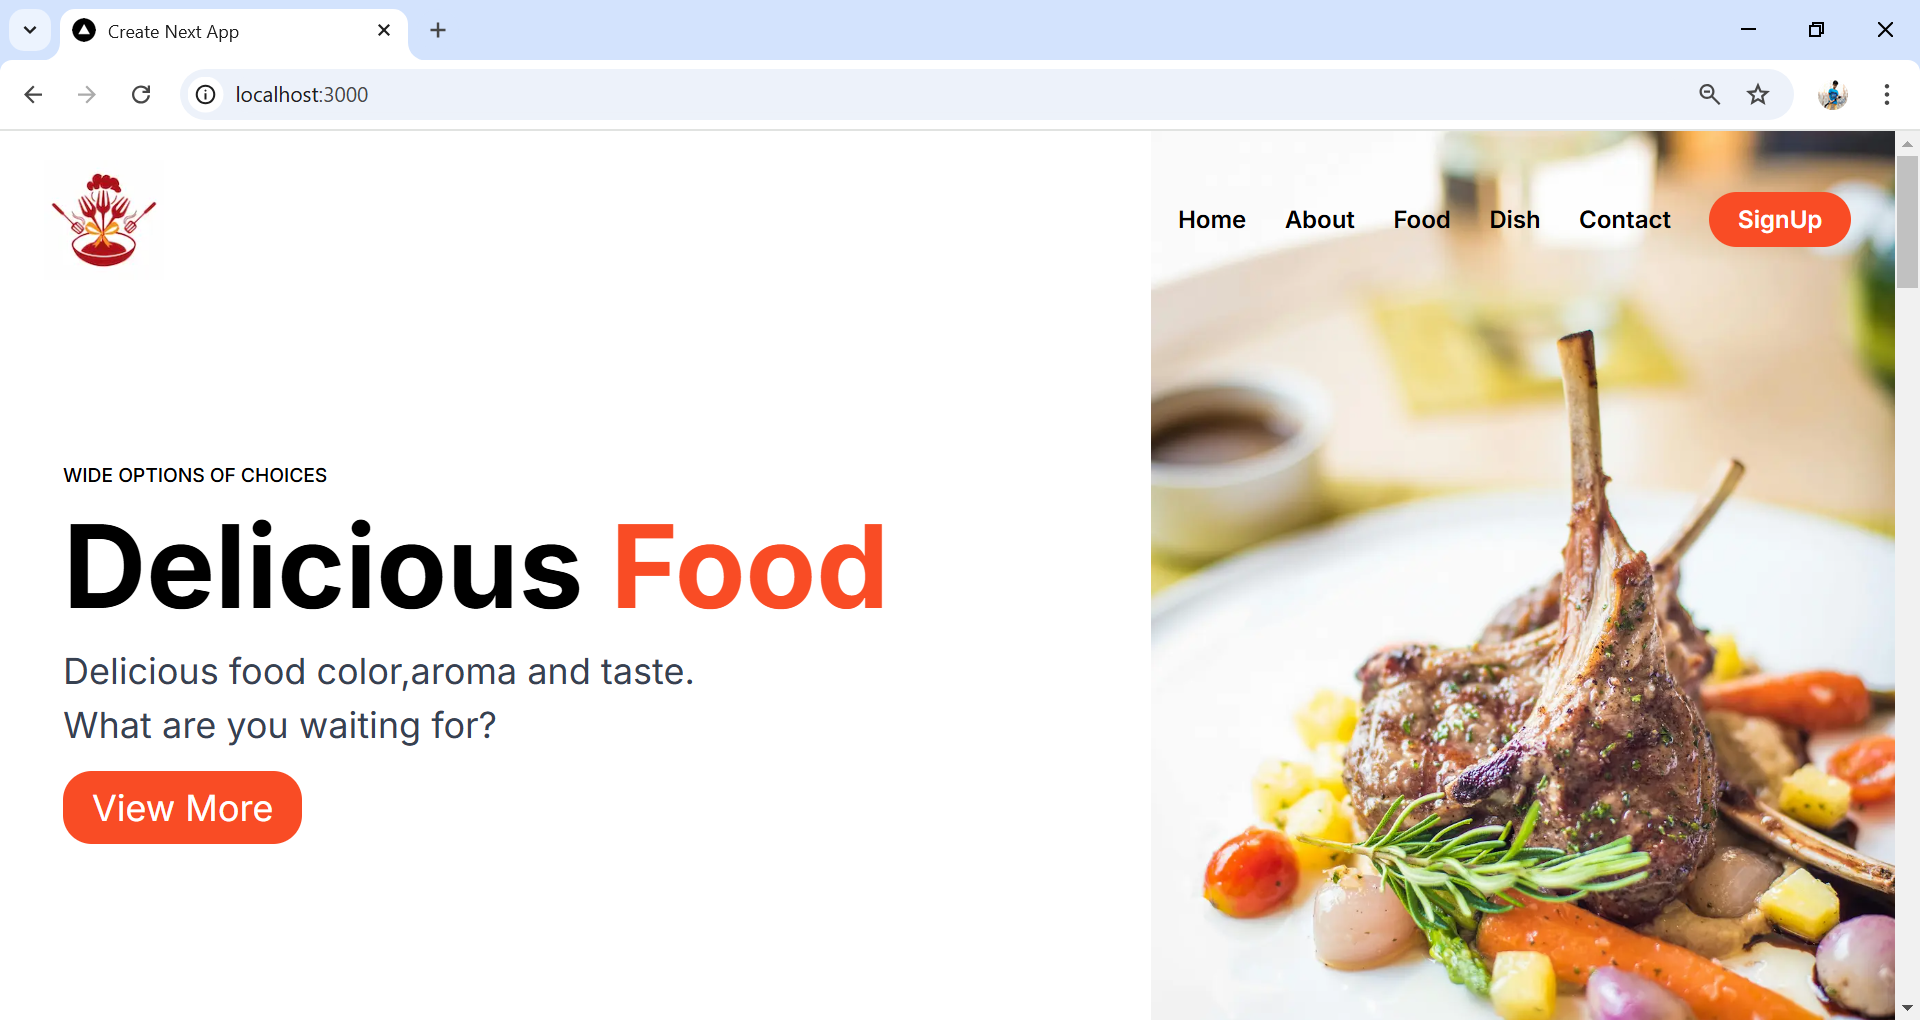 Create Next App
localhost:3000
Home About Food Dish Contact SignUp
WIDE OPTIONS OF CHOICES
Delicious Food
Delicious food color,aroma and taste.
What are you waiting for?
View More